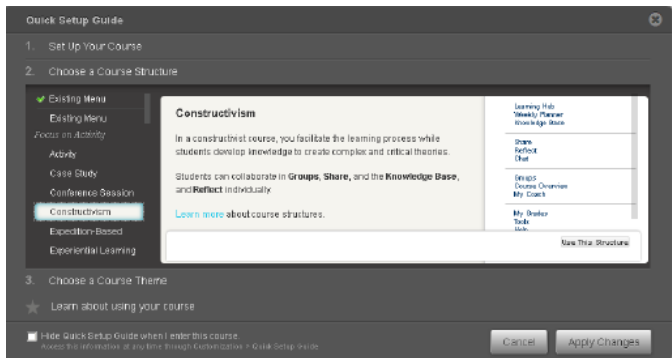 Quick Setup Guide
1. Set Up Your Course
2. Choose a Course Structure
Existing Menu
Existing Menu
Focus on Activity
Activity
Case Study
Conference Session
Constructivism
Expedition-Based
Experiential Learning
Constructivism
In a constructivist course, you facilitate the learning process while
students develop knowledge to create complex and critical theories.
Students can collaborate in Groups, Share, and the Knowledge Base,
and Reflect individually.
Learn more about course structures.
Learning Hub
Weekly Planner
Knowledge Base
Share
Reflect
Chat
Groups
Course Overview
My Coach
My Grades
Tools
Help
Use This Structure
3. Choose a Course Theme
Learn about using your course
Hide Quick Setup Guide when I enter this course.
Access this information at any time through Customization > Quick Setup Guide
Cancel
Apply Changes